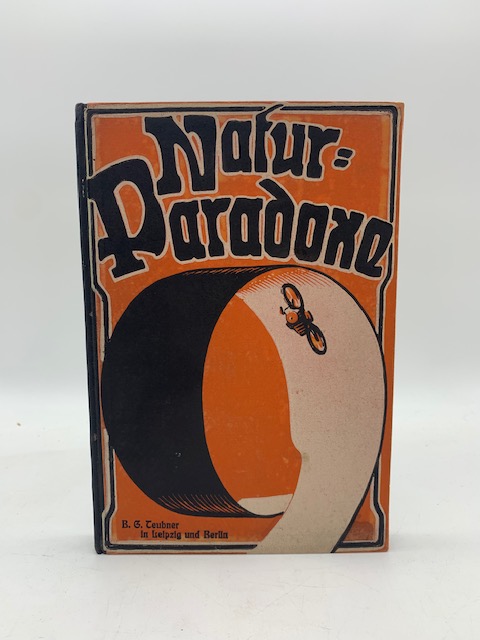 Natur=
Paradoxe
B. G. Teubner
in Leipzig und Berlin